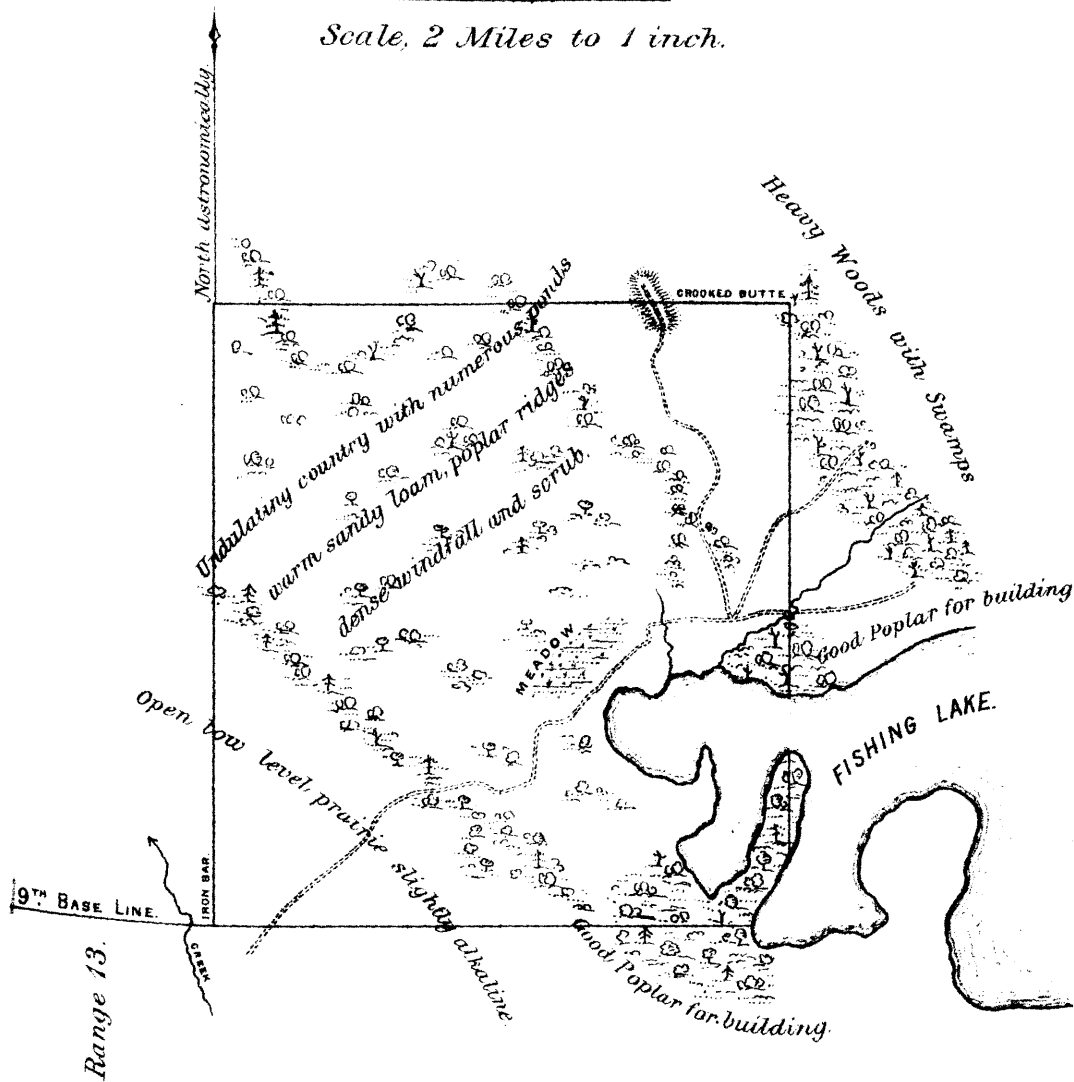 Scale, 2 Miles to 1 inch.
North astronomically
Heavy Woods with Swamps
CROOKED BUTTE
Undulating country with numerous ponds
warm sandy loam, poplar ridges
dense windfall and scrub.
Good Poplar for building
MEADOW
FISHING LAKE.
Open low level, prairie slightly alkaline
IRON BAR
9TH BASE LINE.
CREEK
Range 13.
Good Poplar for building.